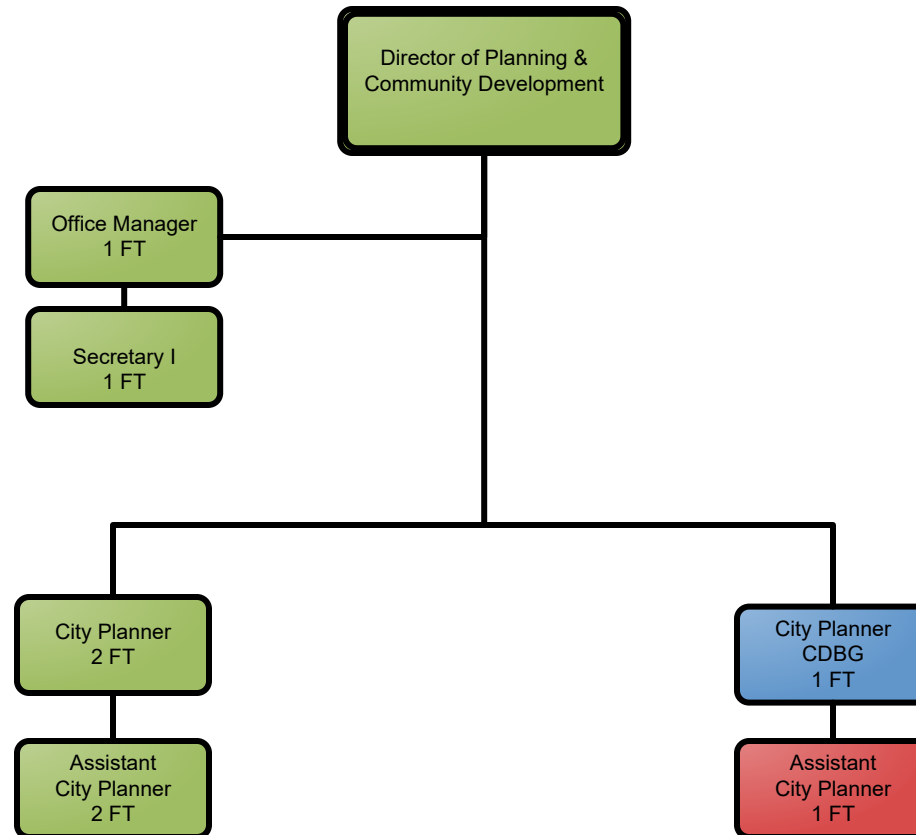 Director of Planning &
Community Development
Office Manager
1 FT
Secretary I
1 FT
City Planner
2 FT
City Planner
CDBG
1 FT
Assistant
City Planner
2 FT
Assistant
City Planner
1 FT